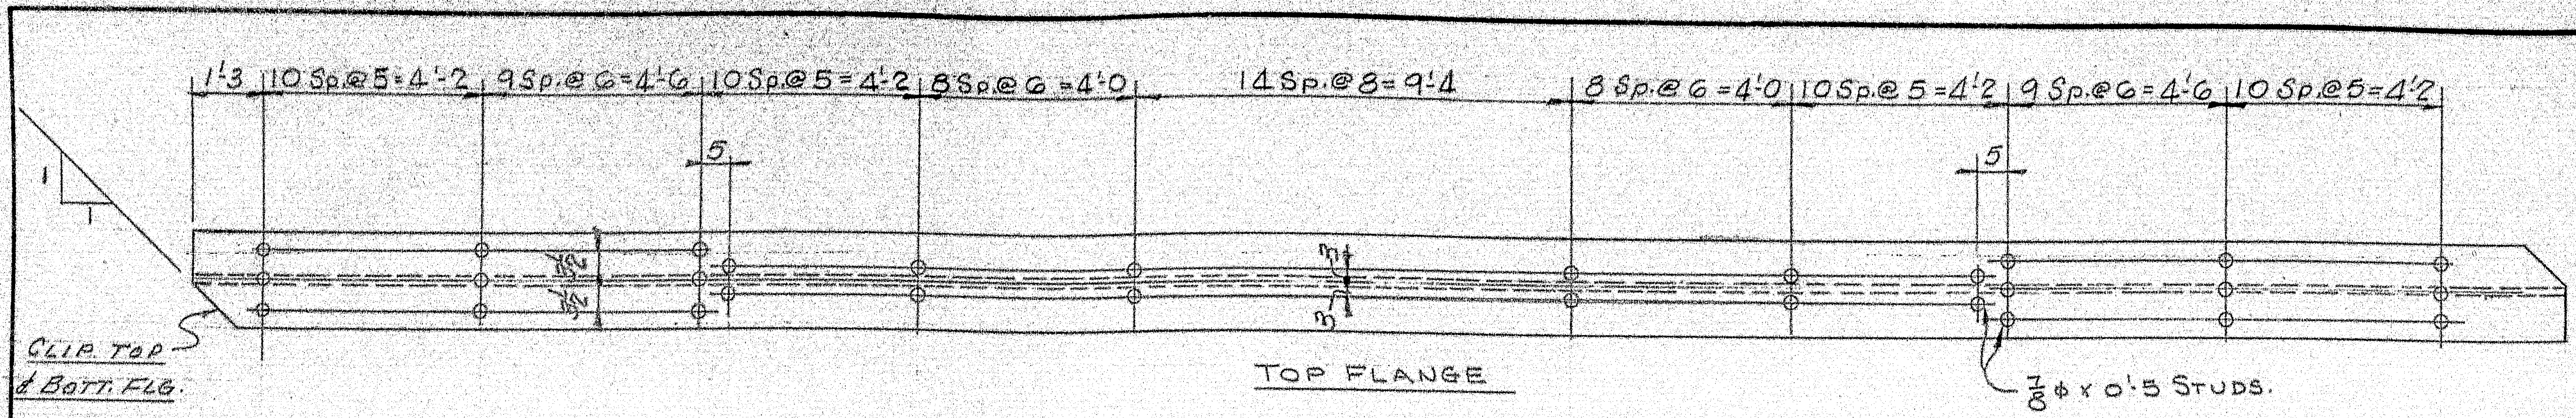 1'-3 10 Sp.@5=4'-2 9 Sp.@6=4'-6 10 Sp.@5=4'-2 8 Sp.@6=4'-0 14 Sp.@8=9'-4 8 Sp.@6=4'-0 10 Sp.@5=4'-2 9 Sp.@6=4'-6 10 Sp.@5=4'-2
5
5
1
1
3
3
CLIP TOP
& BOTT. FLG.
TOP FLANGE
7/8 φ x 0'-5 STUDS.